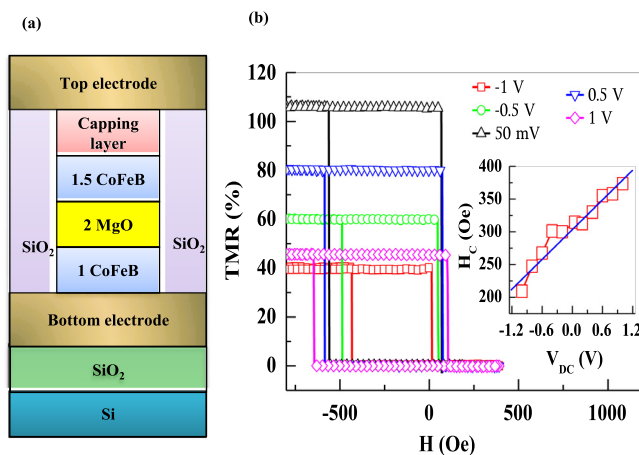 (a)
Top electrode
Capping
layer
1.5 CoFeB
2 MgO
1 CoFeB
SiO2
SiO2
Bottom electrode
SiO2
Si
(b)
120
100
80
60
40
20
0
TMR (%)
-500
0
500
1000
H (Oe)
-1 V
-0.5 V
50 mV
0.5 V
1 V
400
350
300
250
200
HC (Oe)
-1.2
-0.6
0.0
0.6
1.2
VDC (V)